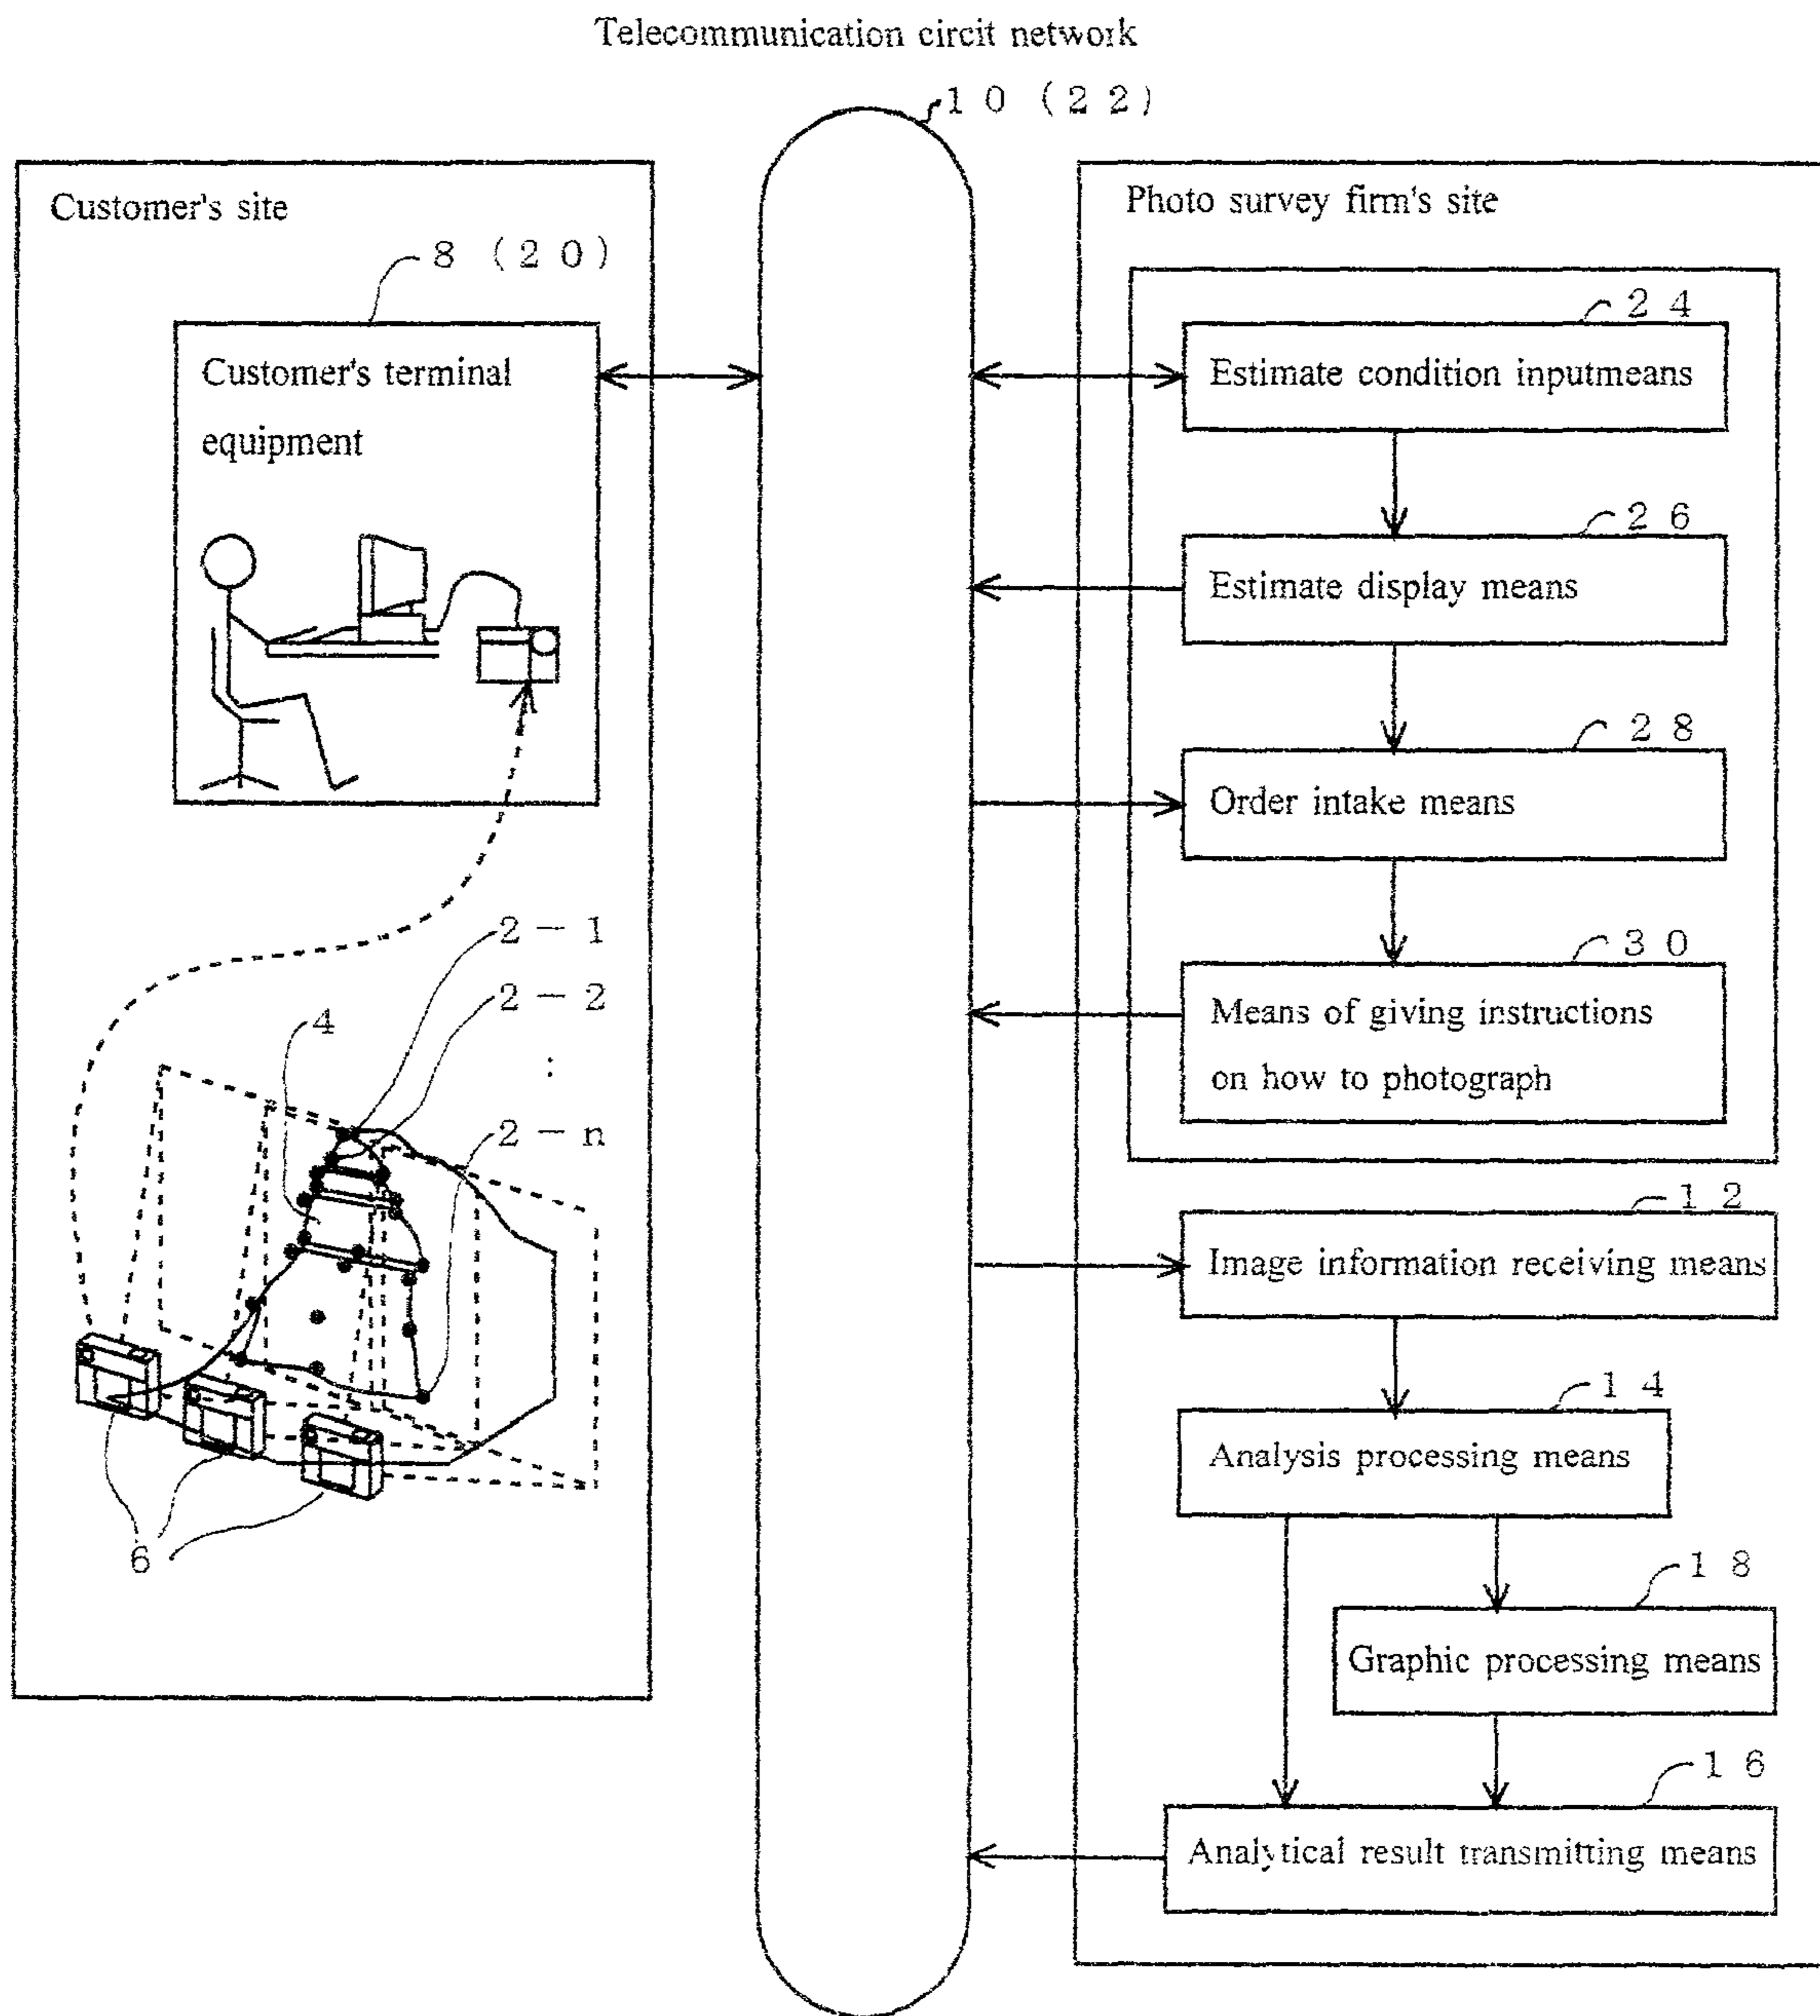 Telecommunication circit network
10 (22)
Customer's site
8 (20)
Customer's terminal
equipment
2-1
2-2
:
4
2-n
6
Photo survey firm's site
24
Estimate condition inputmeans
26
Estimate display means
28
Order intake means
30
Means of giving instructions
on how to photograph
12
Image information receiving means
14
Analysis processing means
18
Graphic processing means
16
Analytical result transmitting means